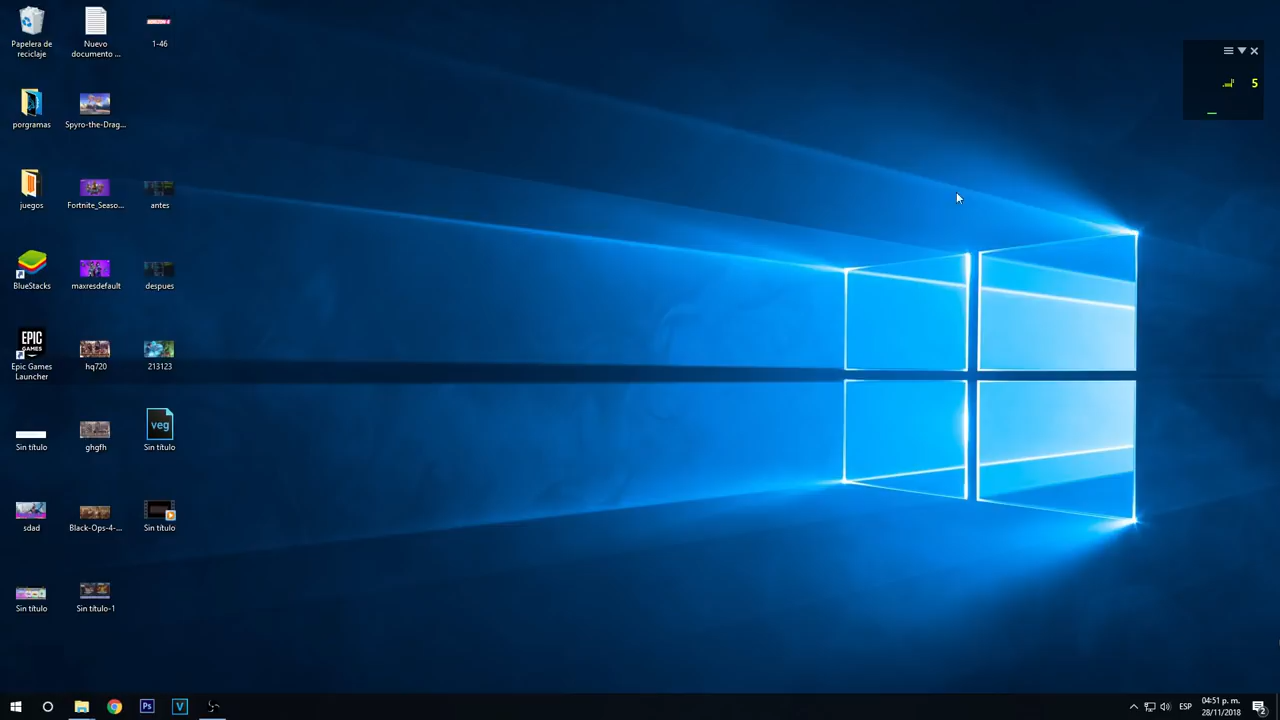 Papelera de
reciclaje
Nuevo
documento ...
1-46
porgramas
Spyro-the-Drag...
juegos
Fortnite_Seaso...
antes
BlueStacks
maxresdefault
despues
EPIC
GAMES
Epic Games
Launcher
hq720
213123
Sin título
ghgfh
veg
Sin título
sdad
Black-Ops-4-...
Sin título
Sin título
Sin título-1
5
Ps
V
ESP
04:51 p. m.
28/11/2018
2